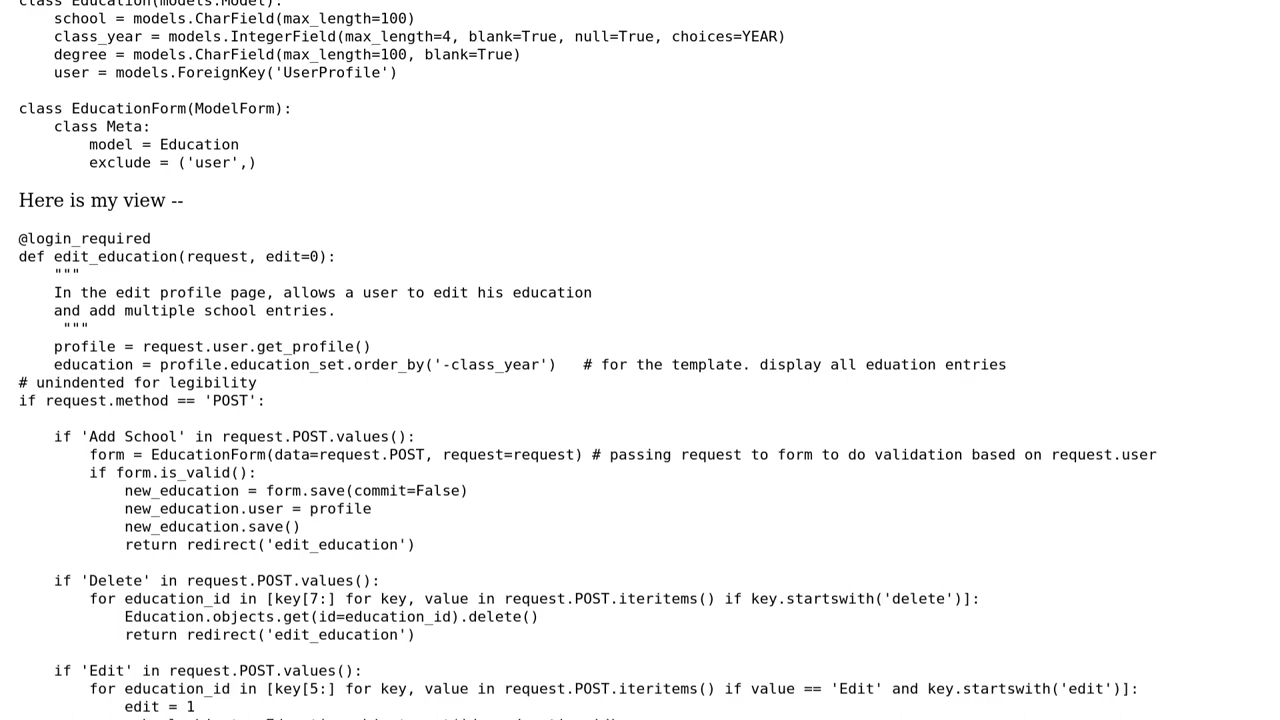 class Education(models.Model):
    school = models.CharField(max_length=100)
    class_year = models.IntegerField(max_length=4, blank=True, null=True, choices=YEAR)
    degree = models.CharField(max_length=100, blank=True)
    user = models.ForeignKey('UserProfile')

class EducationForm(ModelForm):
    class Meta:
        model = Education
        exclude = ('user',)

Here is my view --

@login_required
def edit_education(request, edit=0):
    """
    In the edit profile page, allows a user to edit his education
    and add multiple school entries.
     """
    profile = request.user.get_profile()
    education = profile.education_set.order_by('-class_year')   # for the template. display all eduation entries
# unindented for legibility
if request.method == 'POST':

    if 'Add School' in request.POST.values():
        form = EducationForm(data=request.POST, request=request) # passing request to form to do validation based on request.user
        if form.is_valid():
            new_education = form.save(commit=False)
            new_education.user = profile
            new_education.save()
            return redirect('edit_education')

    if 'Delete' in request.POST.values():
        for education_id in [key[7:] for key, value in request.POST.iteritems() if key.startswith('delete')]:
            Education.objects.get(id=education_id).delete()
            return redirect('edit_education')

    if 'Edit' in request.POST.values():
        for education_id in [key[5:] for key, value in request.POST.iteritems() if value == 'Edit' and key.startswith('edit')]:
            edit = 1